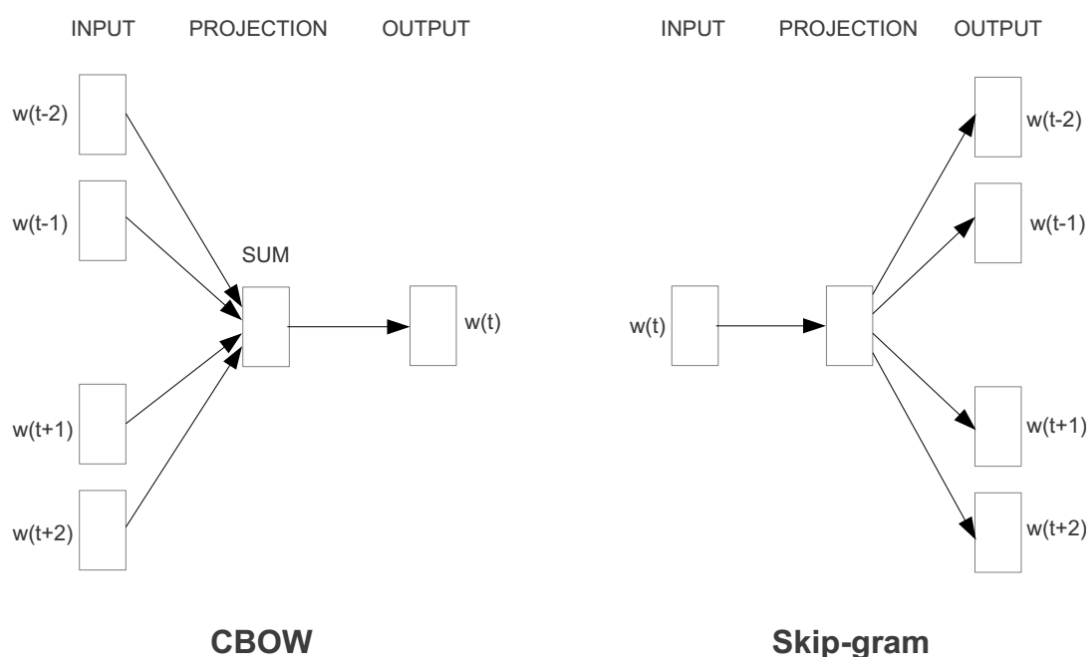 INPUT PROJECTION OUTPUT
w(t-2)
w(t-1)
SUM
w(t)
w(t+1)
w(t+2)
CBOW
INPUT PROJECTION OUTPUT
w(t-2)
w(t-1)
w(t)
w(t+1)
w(t+2)
Skip-gram